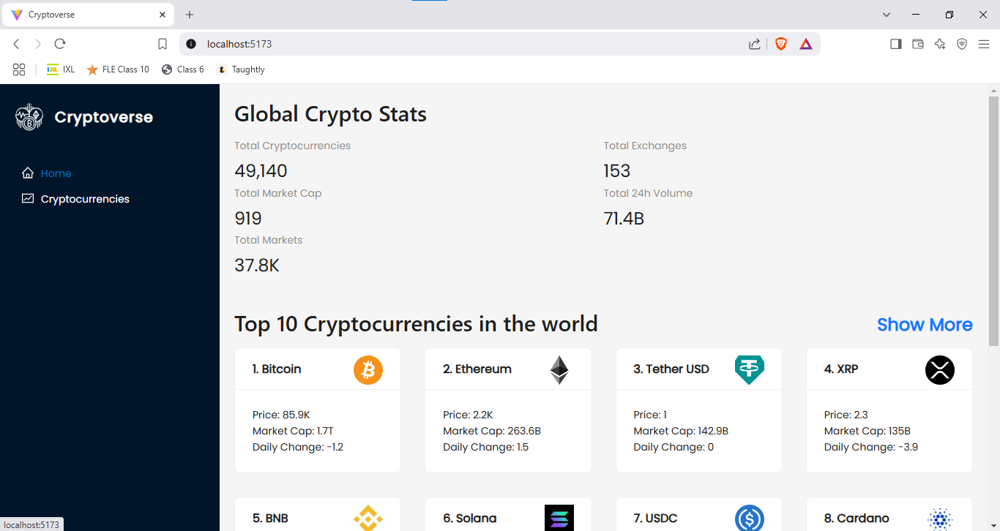 Cryptoverse
localhost:5173
IXL
IXL FLE Class 10 Class 6 t Taughtly
Cryptoverse
Home
Cryptocurrencies
Global Crypto Stats
Total Cryptocurrencies Total Exchanges
49,140 153
Total Market Cap Total 24h Volume
919 71.4B
Total Markets
37.8K
Top 10 Cryptocurrencies in the world Show More
1. Bitcoin 2. Ethereum 3. Tether USD 4. XRP
Price: 85.9K Price: 2.2K Price: 1 Price: 2.3
Market Cap: 1.7T Market Cap: 263.6B Market Cap: 142.9B Market Cap: 135B
Daily Change: -1.2 Daily Change: 1.5 Daily Change: 0 Daily Change: -3.9
5. BNB 6. Solana 7. USDC 8. Cardano
localhost:5173